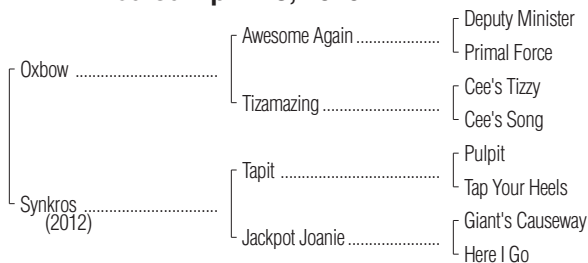 Deputy Minister
Awesome Again
Primal Force
Oxbow
Cee's Tizzy
Tizamazing
Cee's Song
Pulpit
Tapit
Tap Your Heels
Synkros
(2012)
Giant's Causeway
Jackpot Joanie
Here I Go